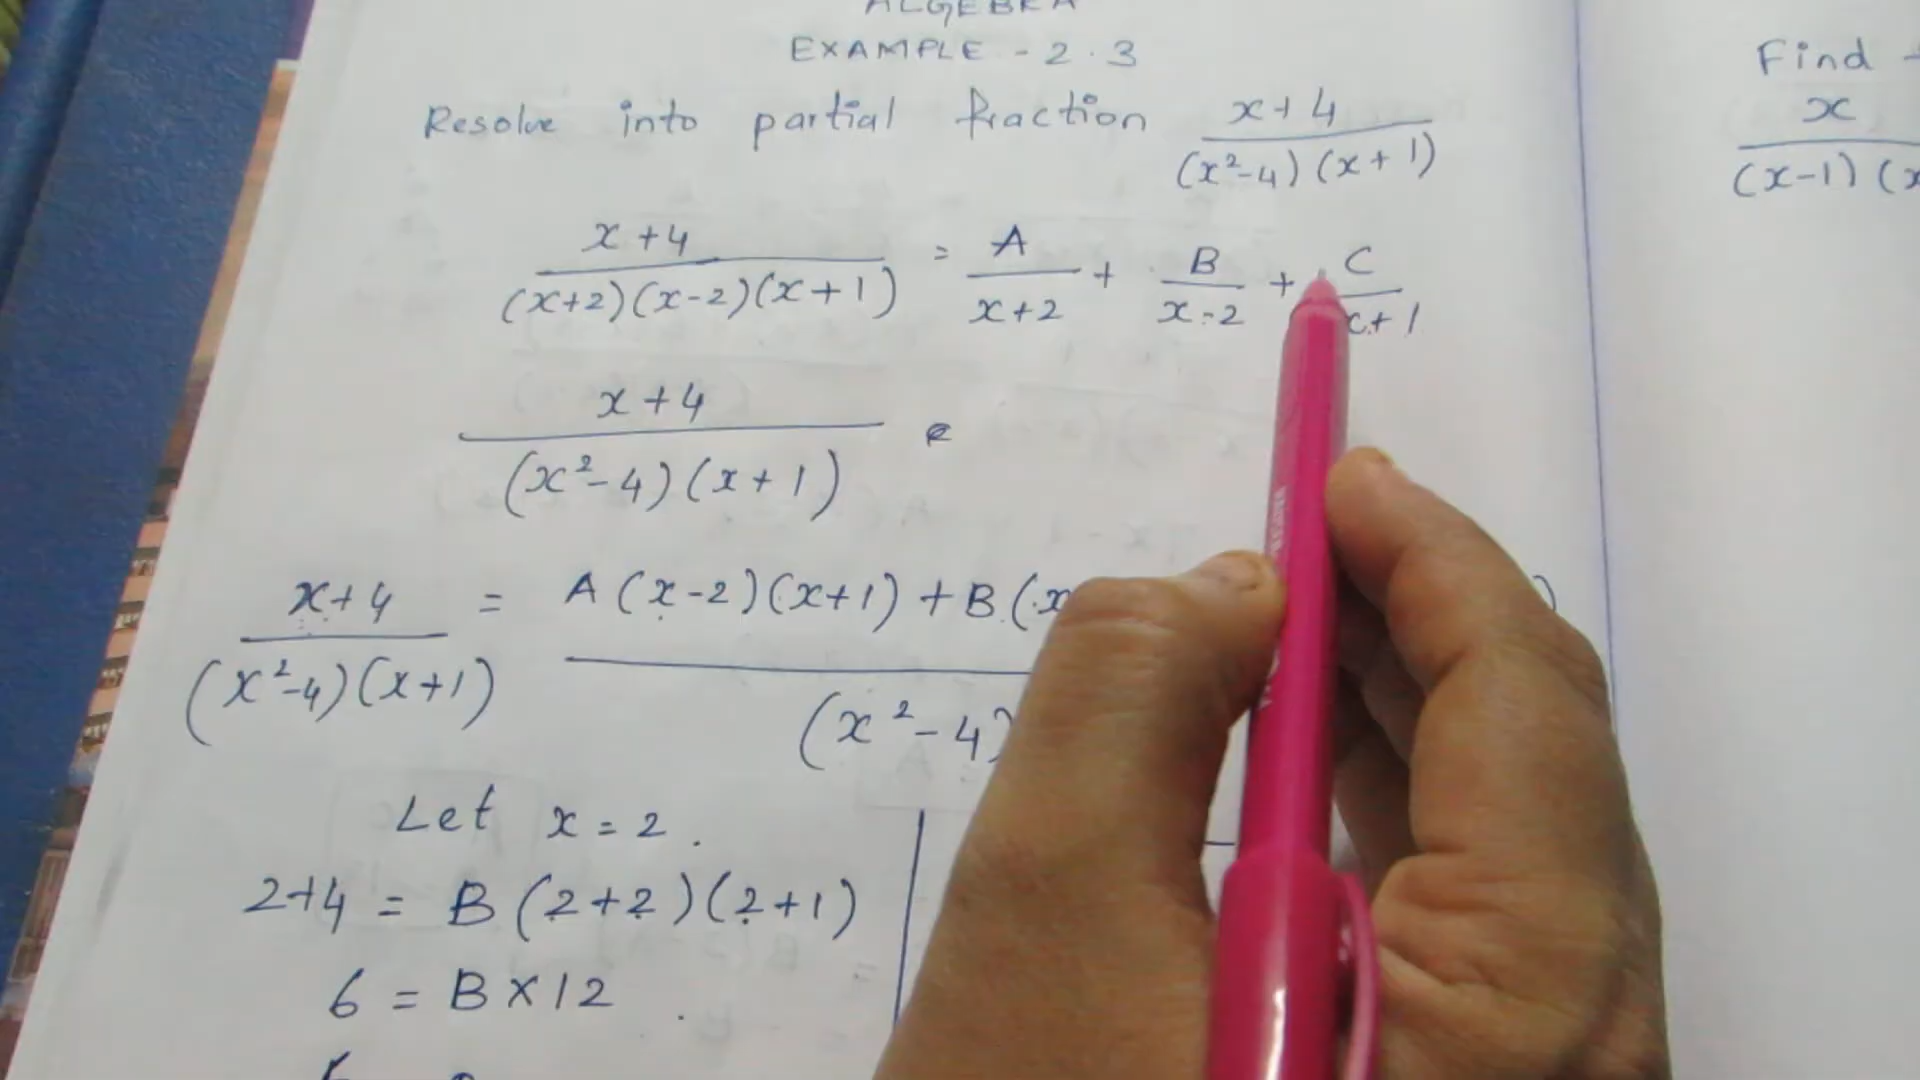 ALGEBRA
EXAMPLE - 2.3
Resolve into partial fraction x+4
(x²-4) (x+1)
x+4 = A + B + C
(x+2)(x-2)(x+1) x+2 x-2 x+1
x+4
(x²-4)(x+1)
x+4 = A(x-2)(x+1)+B(x
(x²-4)(x+1) (x²-4)
Let x=2.
2+4 = B(2+2)(2+1)
6 = B×12
Find
x
(x-1)(x